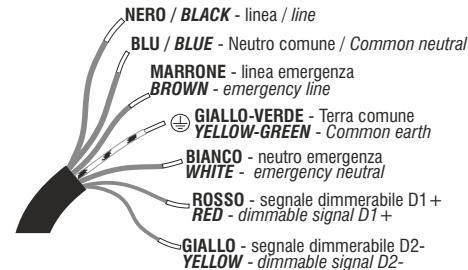 NERO / BLACK - linea / line
BLU / BLUE - Neutro comune / Common neutral
MARRONE - linea emergenza
BROWN - emergency line
GIALLO-VERDE - Terra comune
YELLOW-GREEN - Common earth
BIANCO - neutro emergenza
WHITE - emergency neutral
ROSSO - segnale dimmerabile D1+
RED - dimmable signal D1+
GIALLO - segnale dimmerabile D2-
YELLOW - dimmable signal D2-